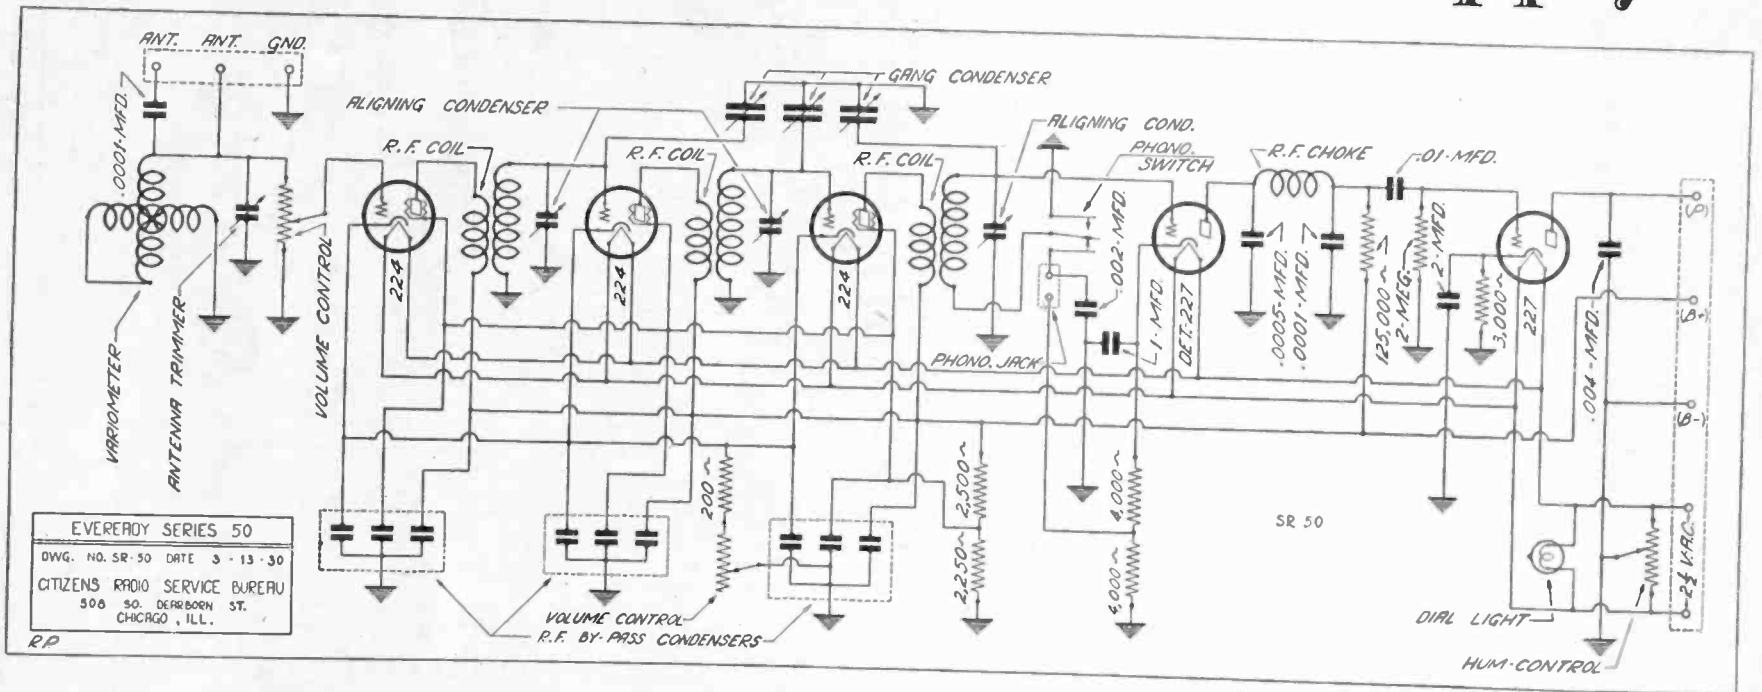 ANT. ANT. GND.
.0001-MFD.
ALIGNING CONDENSER
GANG CONDENSER
R.F. COIL
R.F. COIL
R.F. COIL
ALIGNING COND.
PHONO.
SWITCH
R.F. CHOKE
.01-MFD.
VARIOMETER
ANTENNA TRIMMER
VOLUME CONTROL
224
224
224
.002-MFD.
1-MFD.
DET.-227
PHONO. JACK
.0005-MFD.
.0001-MFD.
125,000~
2-MEG.
.2-MFD.
3,000~
227
.004-MFD.
(P)
(B+)
(B-)
2½ V.A.C.
200~
2,500~
2,250~
4,000~
4,000~
SR 50
DIAL LIGHT
HUM-CONTROL
VOLUME CONTROL
R.F. BY-PASS CONDENSERS
EVEREADY SERIES 50
DWG. NO. SR-50 DATE 3-13-30
CITIZENS RADIO SERVICE BUREAU
508 SO. DEARBORN ST.
CHICAGO, ILL.
R.P.